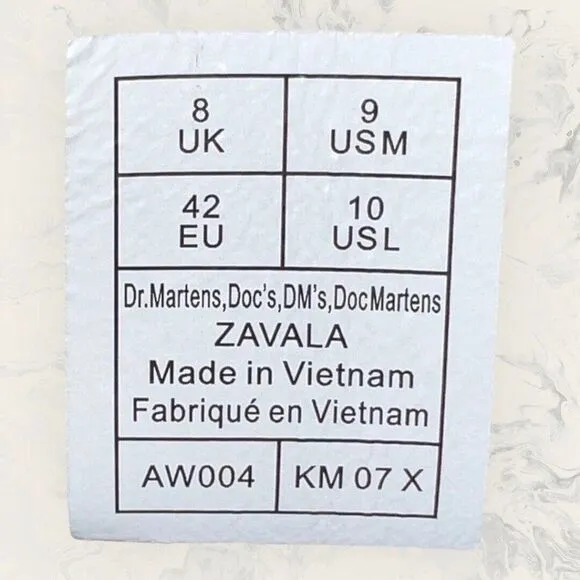 8 9
UK USM
42 10
EU USL
Dr.Martens,Doc's,DM's,DocMartens
ZAVALA
Made in Vietnam
Fabriqué en Vietnam
AW004 KM 07 X